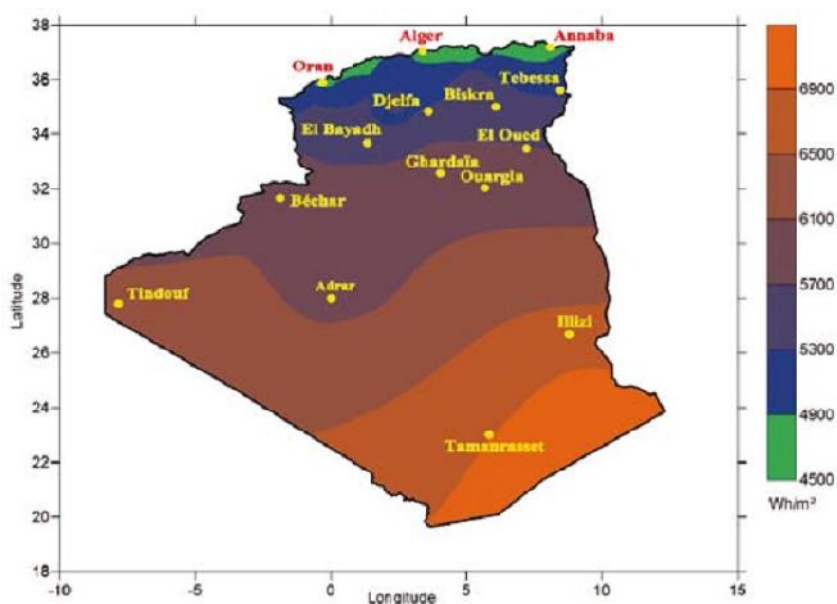 38
36
34
32
30
28
26
24
22
20
18
Latitude
-10
-5
0
5
10
15
Longitude
Alger
Annaba
Oran
Tebessa
Biskra
Djelfa
El Bayadh
El Oued
Ghardaïa
Ouargla
Béchar
Tindouf
Adrar
Illizi
Tamanrasset
6900
6500
6100
5700
5300
4900
4500
Wh/m²